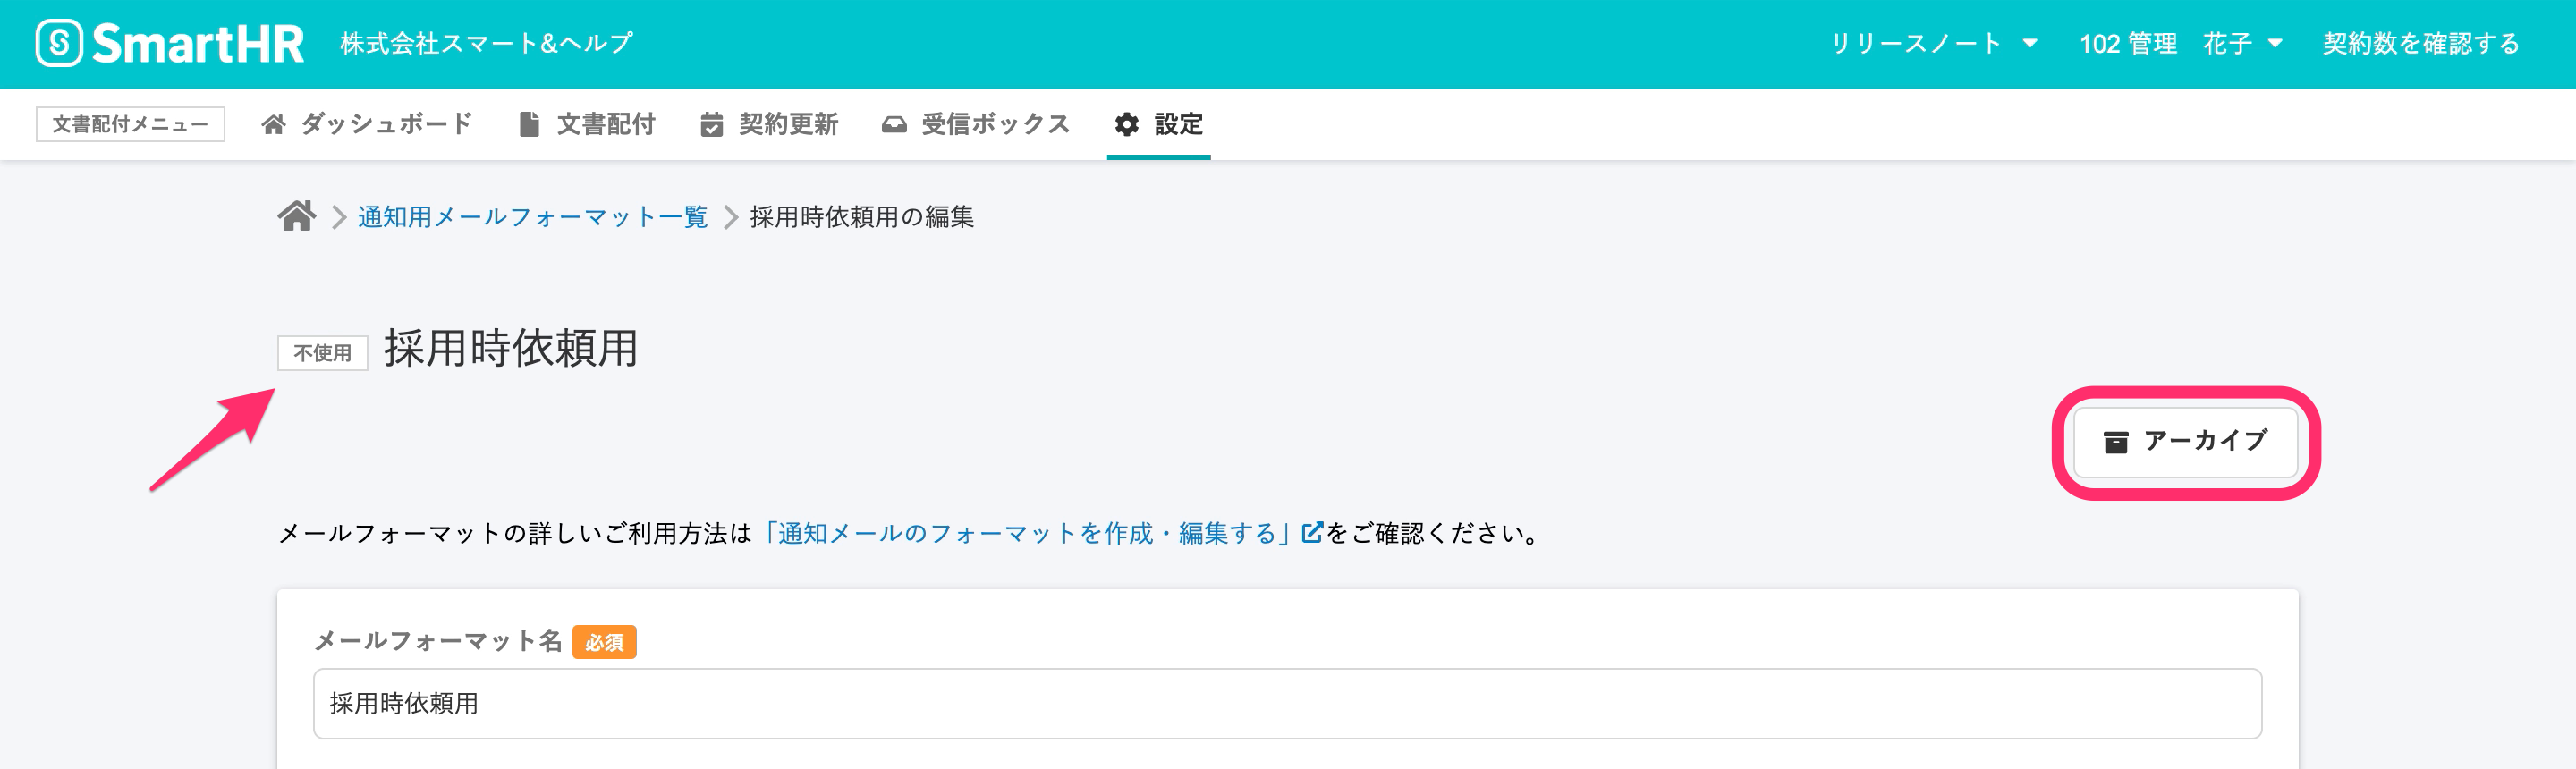 SmartHR 株式会社スマート&ヘルプ リリースノート 102 管理 花子 契約数を確認する
文書配付メニュー ダッシュボード 文書配付 契約更新 受信ボックス 設定
通知用メールフォーマット一覧 採用時依頼用の編集
不使用 採用時依頼用
アーカイブ
メールフォーマットの詳しいご利用方法は「通知メールのフォーマットを作成・編集する」をご確認ください。
メールフォーマット名 必須
採用時依頼用